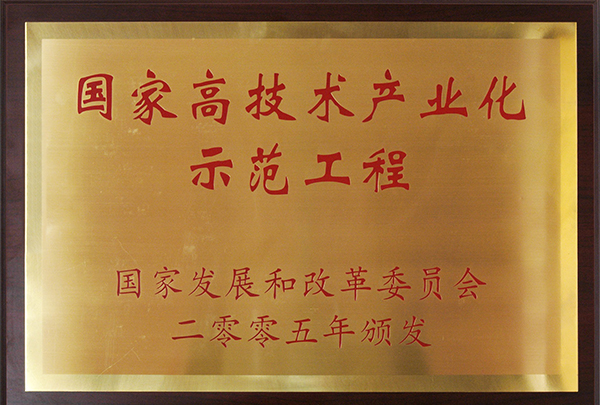 国家高技术产业化
示范工程
国家发展和改革委员会
二零零五年颁发